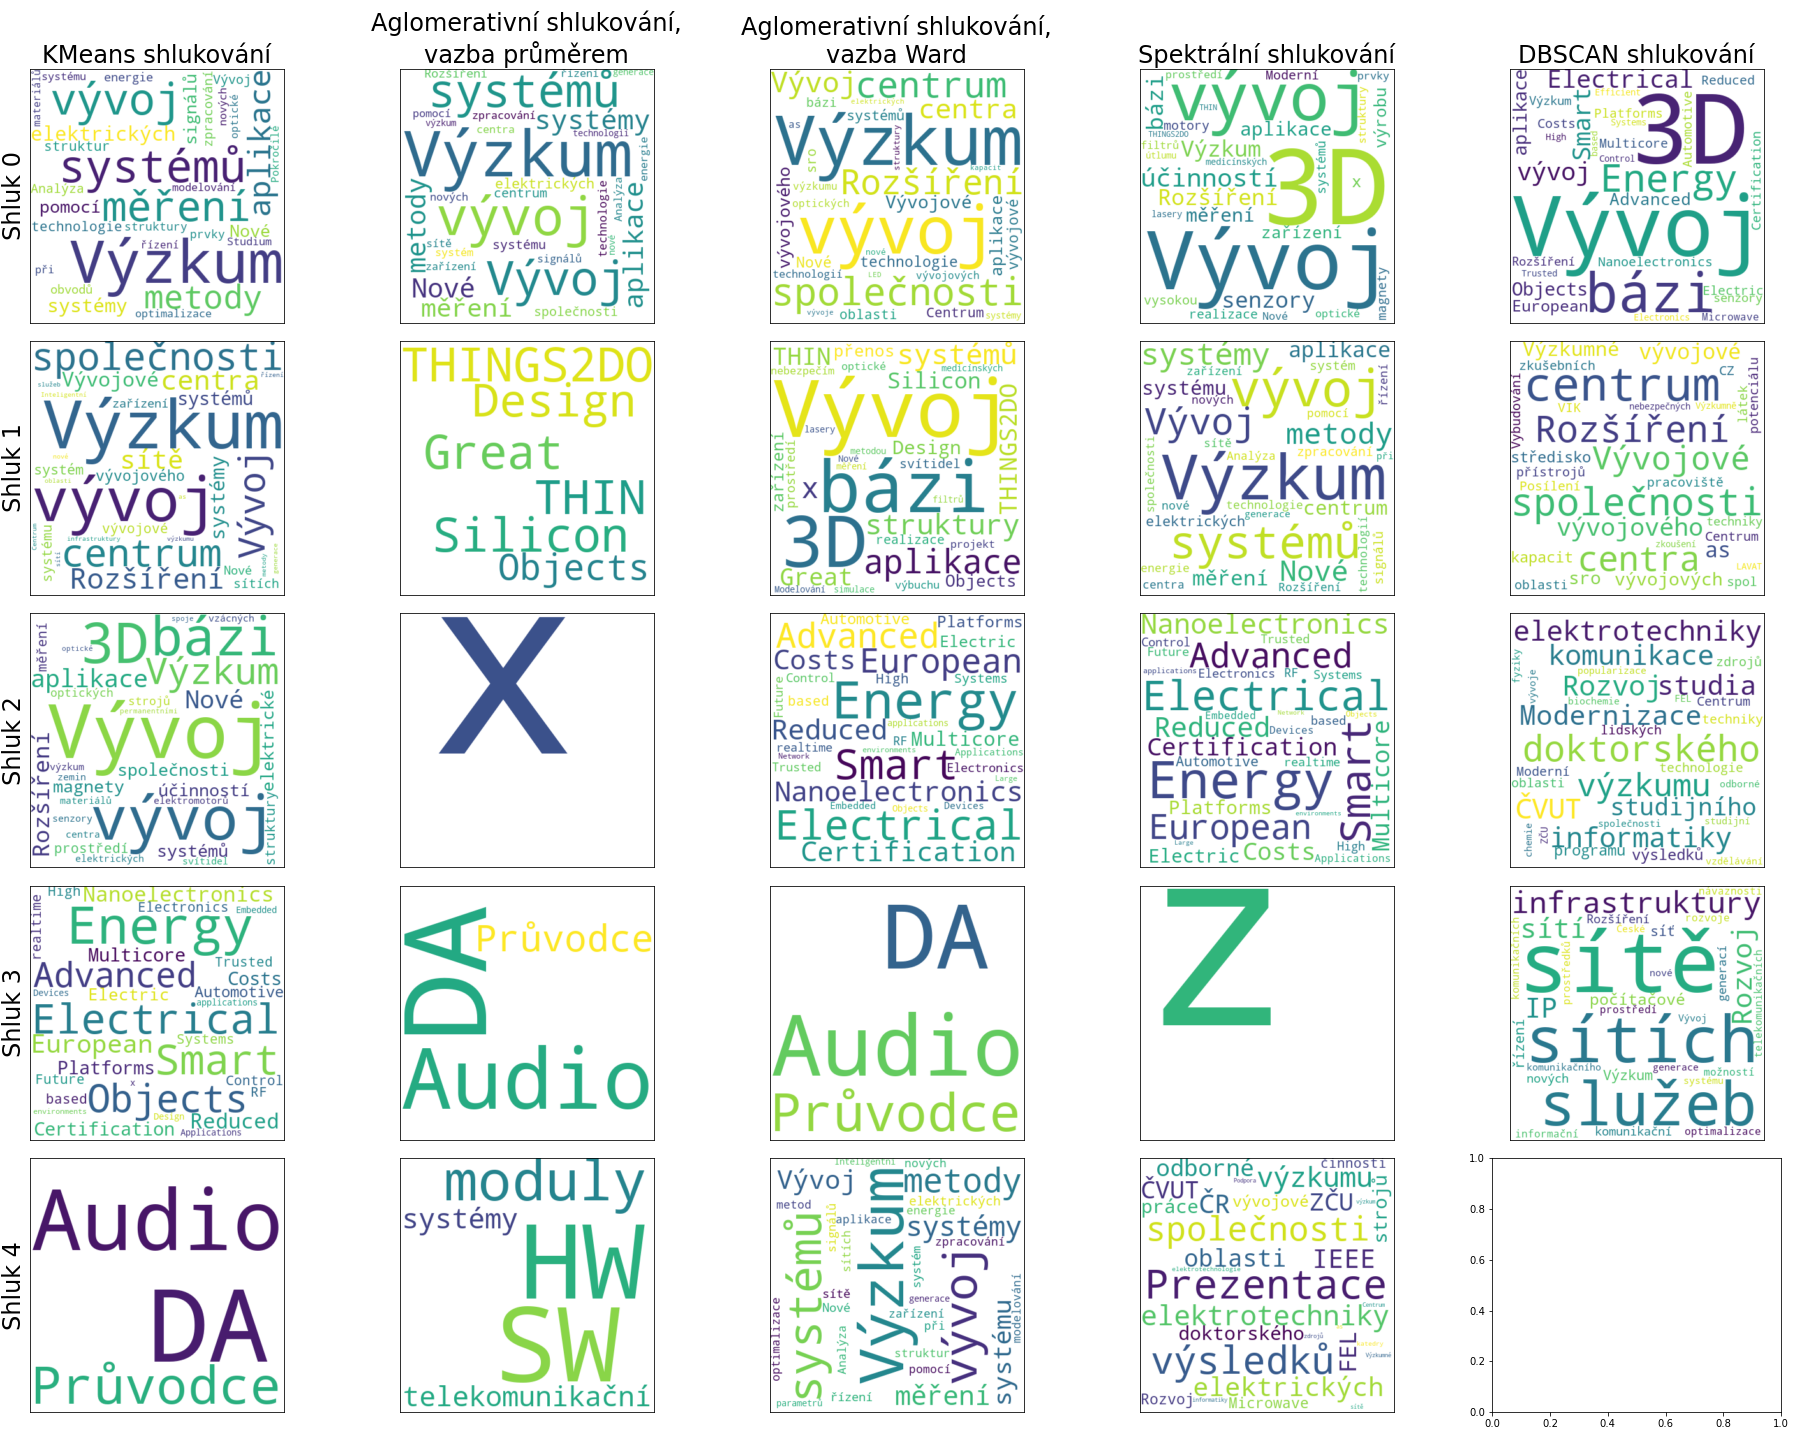 KMeans shlukování
Aglomerativní shlukování,
vazba průměrem
Aglomerativní shlukování,
vazba Ward
Spektrální shlukování
DBSCAN shlukování
Shluk 0
systému energie Vývoj
materiálů vývoj signálů zpracování nových optické aplikace
elektrických
struktur
systémů
Pokročilé
Analýza modelování
pomocí měření
technologie struktury prvky Nové
řízení Studium
při Výzkum
obvodů
systémy metody
optimalizace
Rozšíření řízení generace
systémů
pomocí zpracování systémy
výzkum centra technologií
Výzkum energie
metody elektrických
nových centrum technologie Analýza aplikace
vývoj
sítě systému nové
systém signálů
zařízení
Nové Vývoj
měření společnosti
Vývoj centrum
bázi elektrických
systémů centra
as struktury
Výzkum
sro kapacit
vývojového výzkumu Rozšíření
optických Vývojové
vývoj aplikace vývojové
Nové nové technologie
technologií LED vývojových
společnosti
vývoje oblasti Centrum systémy
prostředí Moderní prvky
bázi vývoj struktury výrobu
THIN
motory aplikace
THINGS2DO
filtrů Výzkum systémů
útlumu medicínských
účinností 3D x
Rozšíření
lasery měření
zařízení
Vývoj magnety
vysokou senzory
realizace Nové optické
aplikace Electrical Reduced
Efficient
Výzkum Smart 3D
Platforms Automotive
Costs Systems
High based Multicore Certification
Control
vývoj Energy
Advanced
Vývoj
Rozšíření Nanoelectronics
Trusted
Objects bázi Electric
European senzory
Electronics Microwave
Shluk 1
společnosti
služeb Vývojové centra řízení
Inteligentní zařízení systémů
Výzkum
nové sítě
systém vývojového systémy Vývoj
oblasti
vývoj as
vývojové
Centrum systému sítí infrastruktury výzkumu
centrum metody generace
Rozšíření Nové
sítích
THINGS2DO
Design
Great
THIN
Silicon
Objects
THIN přenos systémů
nebezpečím optické medicínských
Silicon
Vývoj THINGS2DO
lasery
zařízení prostředí metodou Design
Nové svítidel
měření
x bázi filtrů
3D struktury
realizace projekt
aplikace
Great výbuchu Objects
Modelování simulace
systémy aplikace
zařízení systém
systému vývoj řízení
nových
Vývoj pomocí
sítě metody
společnosti Analýza zpracování při
Výzkum
nové technologie centrum
elektrických generace
systémů technologií signálů
energie
centra měření Nové
Rozšíření
Výzkumné vývojové
zkušebních CZ
Vybudování centrum látek potenciálu
VIK nebezpečných Výzkumně
Rozšíření
středisko Vývojové
přístrojů
Posílení pracoviště
společnosti
vývojového techniky
zkoušení Centrum
kapacit centra as
LAVAT
oblasti sro vývojových spol
Shluk 2
spoje vzácných
měření optické 3D bázi
aplikace Výzkum
optických strojů Nové
permanentními
Vývoj elektrické
Rozšíření výzkum
zemin společnosti
magnety účinností
materiálů elektromotorů
senzory vývoj struktury
centra
prostředí systémů
elektrických svítidel
X
Automotive Platforms
Advanced Electric
Costs European
Control High Systems
Future based Energy
Reduced applications
realtime RF Multicore
Network environments Applications
Trusted Smart Electronics
Large
Nanoelectronics
Embedded Objects Devices
Electrical
Certification
Nanoelectronics
Control Trusted
Future Advanced
applications Electronics RF Systems
Electrical
Embedded Network Objects
Reduced Devices based
Certification Smart Multicore
Automotive realtime
Energy
Platforms environments
European
Large High
Electric Costs Applications
elektrotechniky
fyziky komunikace zdrojů
popularizace
vývoje Rozvoj studia
biochemie FEL Centrum
Modernizace techniky
lidských
doktorského
Moderní technologie
oblasti výzkumu odborné
ČVUT studijního
společnosti studijní
chemie ZČU informatiky
programu výsledků vzdělávání
Shluk 3
High Nanoelectronics
realtime Electronics Embedded
Energy
Multicore Trusted
Advanced Costs
Devices Electric Automotive
applications
Electrical
European Systems
Platforms Smart
Future x Control
based Objects RF
environments Design Reduced
Certification Applications
DA Průvodce
Audio
DA
Audio
Průvodce
Z
návaznosti
infrastruktury
komunikačních sítí Rozšíření rozvoje
České síť
prostředků sítě generací Rozvoj telekomunikačních
nové
IP počítačové
prostředí Vývoj
řízení sítích
komunikačního generace možností
nových Výzkum systému
služeb
informační komunikační optimalizace
Shluk 4
Audio
DA
Průvodce
moduly
systémy
HW
SW
telekomunikační
Inteligentní nových
Vývoj metody
metod elektrických
energie
systémů signálů aplikace Výzkum systémy
sítích zpracování
systém vývoj
optimalizace sítě generace modelování
Nové zařízení systému
při
Analýza struktur
pomocí
řízení měření
parametrů
odborné činnosti
Podpora výzkumu
ČVUT výzkum
práce ČR vývojové ZČU strojů
společnosti
oblasti IEEE
elektrotechnologie
Prezentace
Centrum
elektrotechniky
doktorského zdrojů FEL
výsledků Výzkumné
elektrických
Rozvoj informatiky Microwave sítě
1.0
0.8
0.6
0.4
0.2
0.0
0.0 0.2 0.4 0.6 0.8 1.0